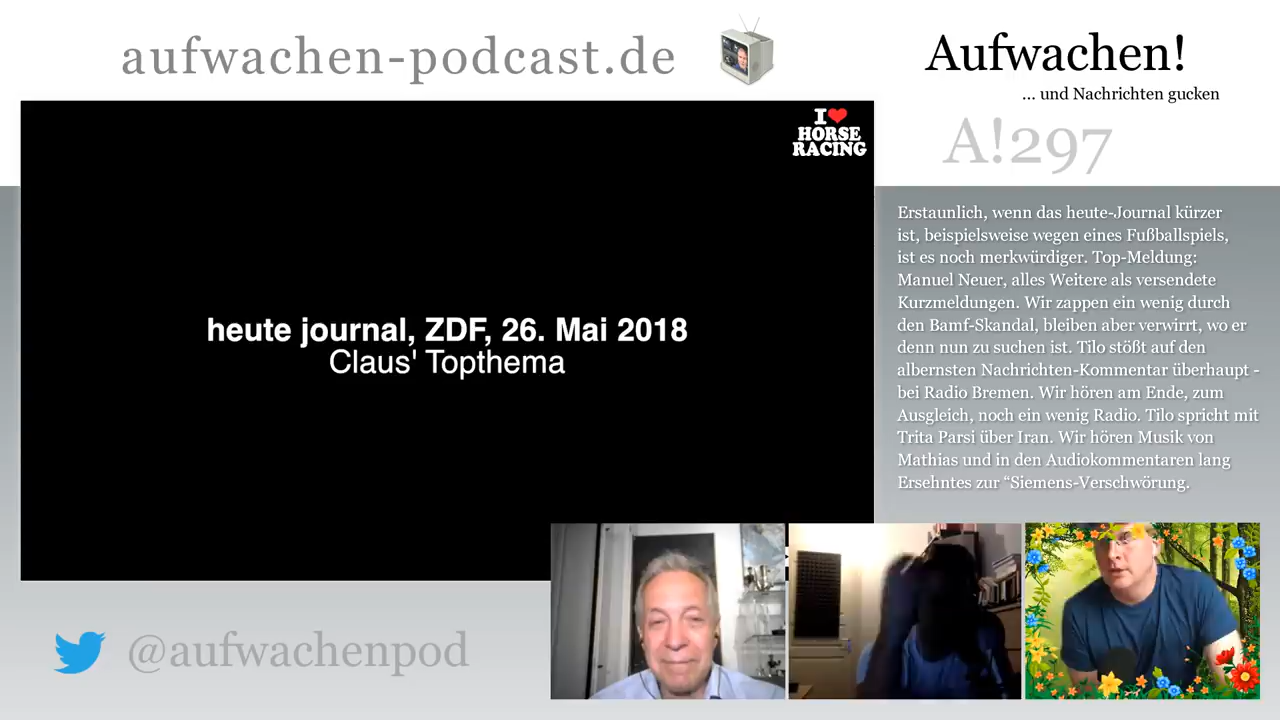 aufwachen-podcast.de
Aufwachen!
... und Nachrichten gucken
A!297
I
HORSE
RACING
heute journal, ZDF, 26. Mai 2018
Claus' Topthema
Erstaunlich, wenn das heute-Journal kürzer
ist, beispielsweise wegen eines Fußballspiels,
ist es noch merkwürdiger. Top-Meldung:
Manuel Neuer, alles Weitere als versendete
Kurzmeldungen. Wir zappen ein wenig durch
den Bamf-Skandal, bleiben aber verwirrt, wo er
denn nun zu suchen ist. Tilo stößt auf den
albernsten Nachrichten-Kommentar überhaupt -
bei Radio Bremen. Wir hören am Ende, zum
Ausgleich, noch ein wenig Radio. Tilo spricht mit
Trita Parsi über Iran. Wir hören Musik von
Mathias und in den Audiokommentaren lang
Ersehntes zur “Siemens-Verschwörung.
@aufwachenpod